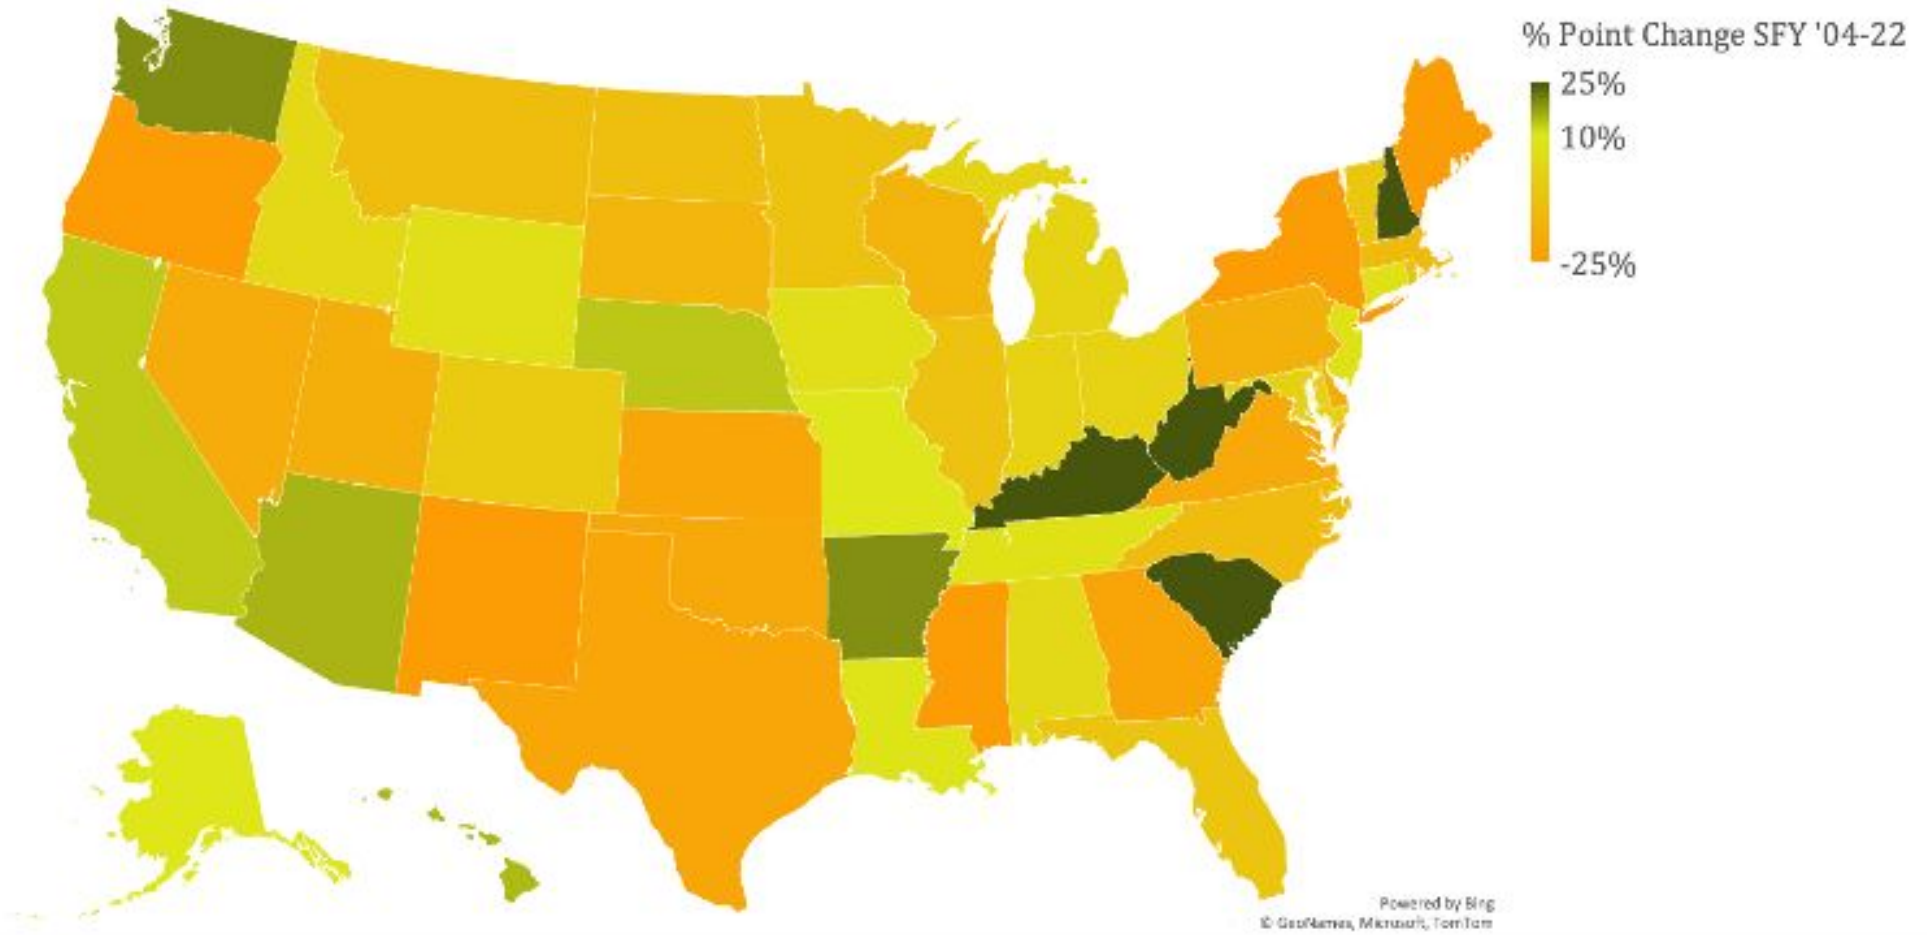 % Point Change SFY '04-22
25%
10%
-25%
Powered by Bing
© GeoNames, Microsoft, TomTom